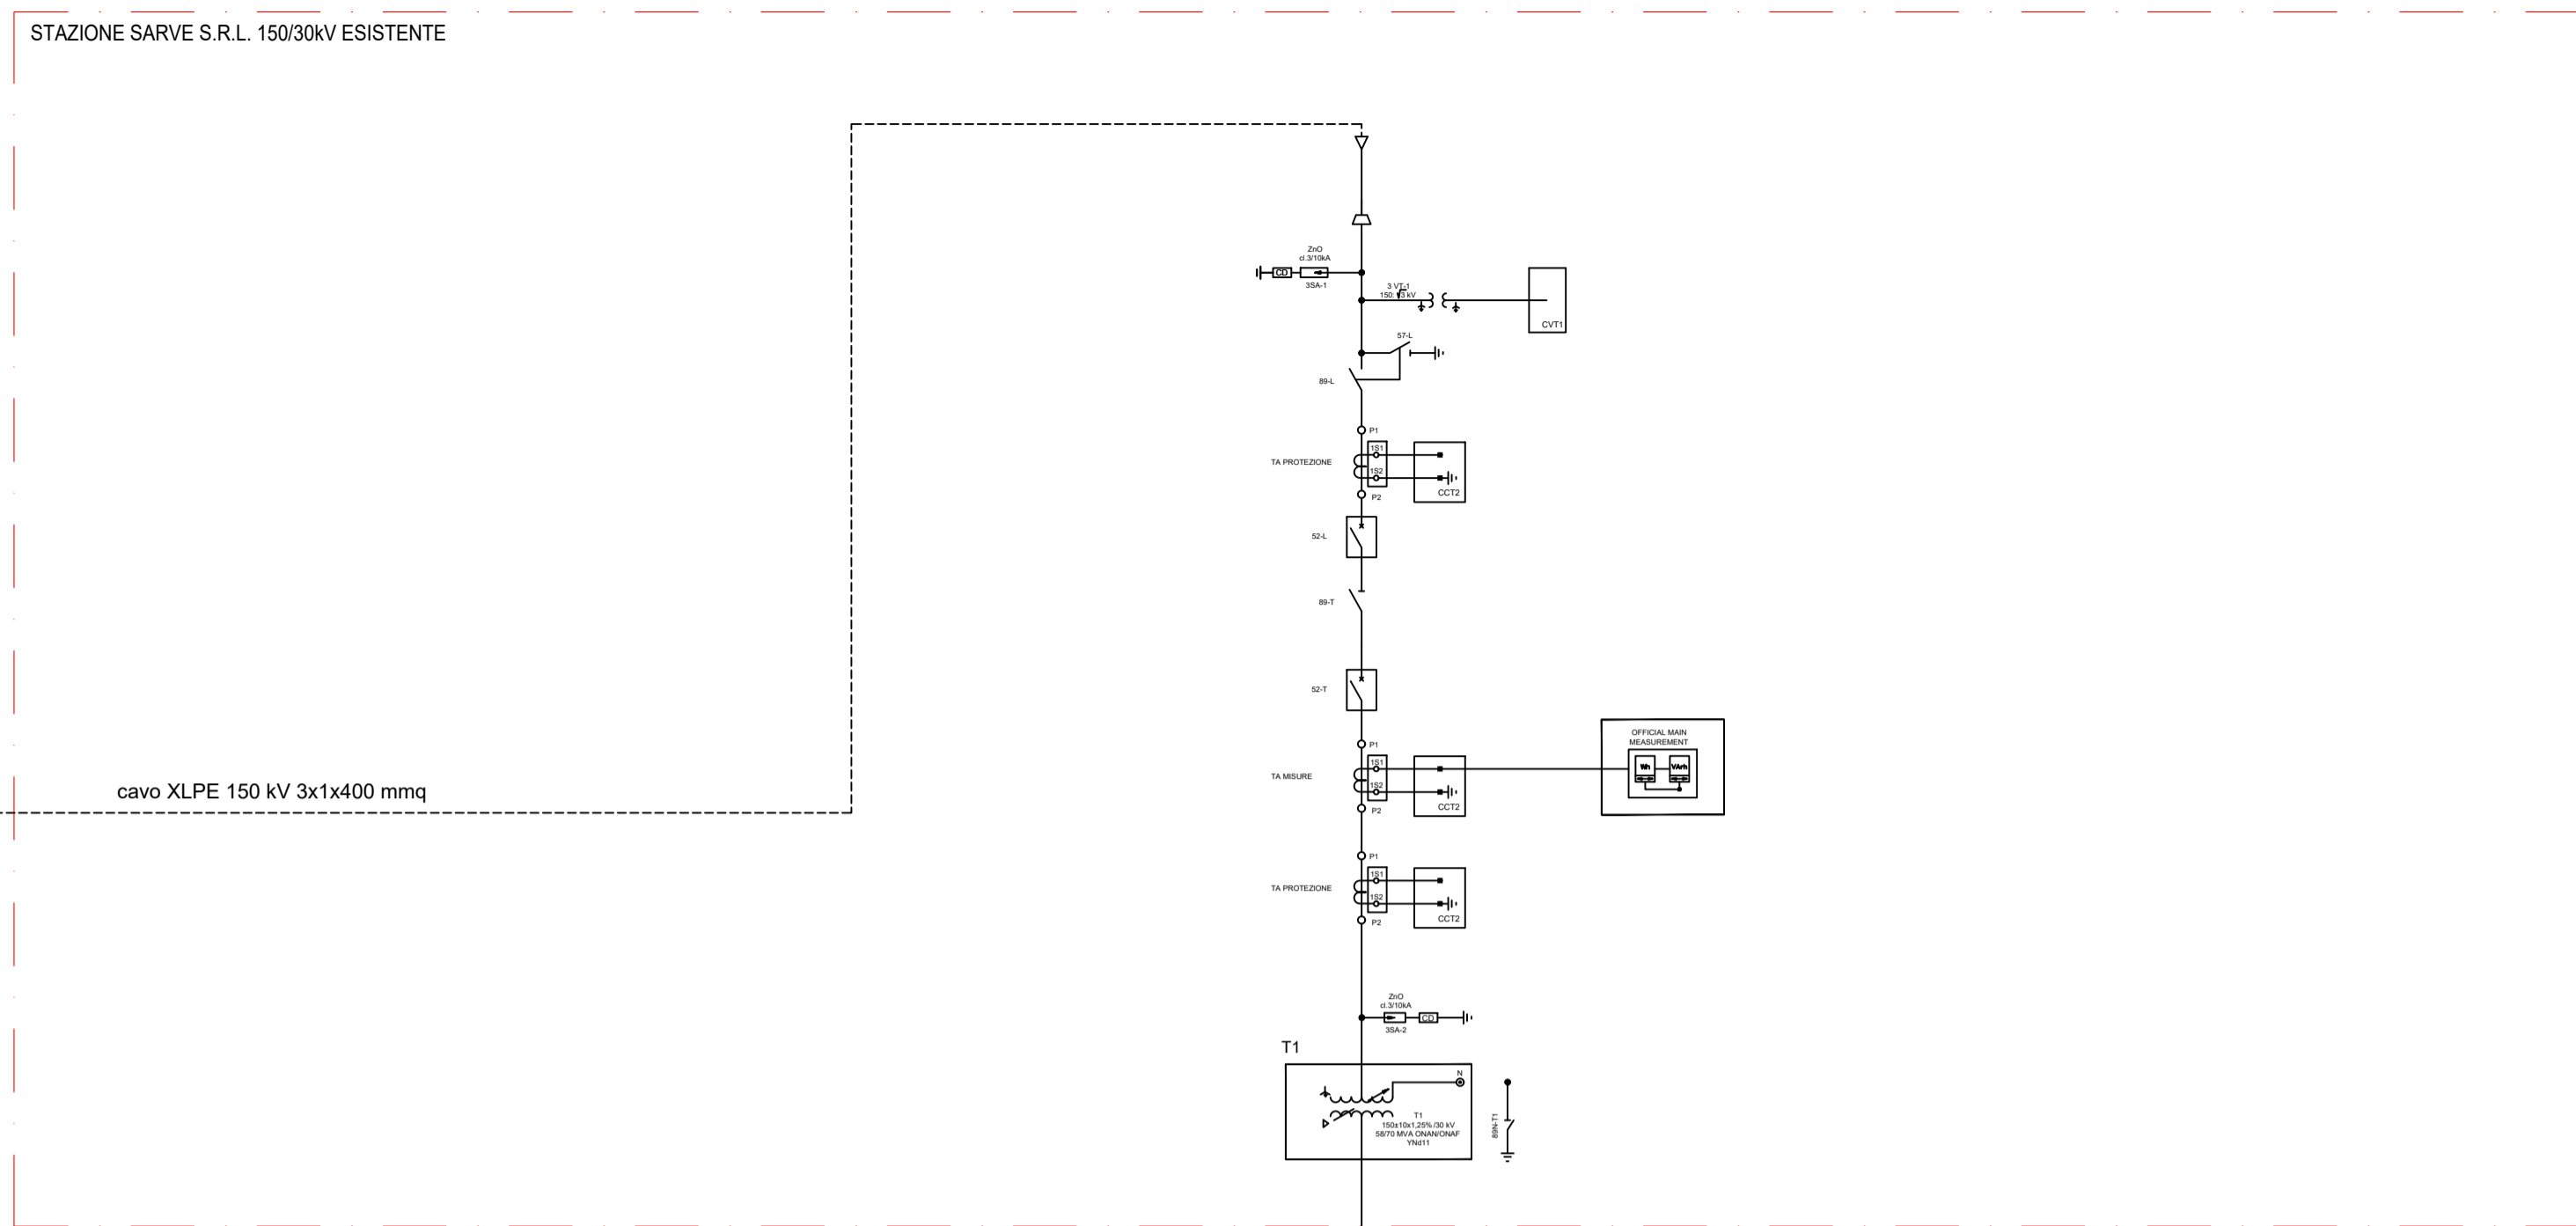 STAZIONE SARVE S.R.L. 150/30kV ESISTENTE
ZnO
cl.3/10kA
CD
3SA-1
3 VT-1
150:√3 kV
CVT1
57-L
89-L
P1
TA PROTEZIONE
1S1
1S2
CCT2
P2
52-L
89-T
52-T
P1
TA MISURE
1S1
1S2
CCT2
P2
OFFICIAL MAIN
MEASUREMENT
Wh
VArh
cavo XLPE 150 kV 3x1x400 mmq
P1
TA PROTEZIONE
1S1
1S2
CCT2
P2
ZnO
cl.3/10kA
CD
3SA-2
T1
N
T1
150±10x1,25% /30 kV
58/70 MVA ONAN/ONAF
YNd11
89N-T1